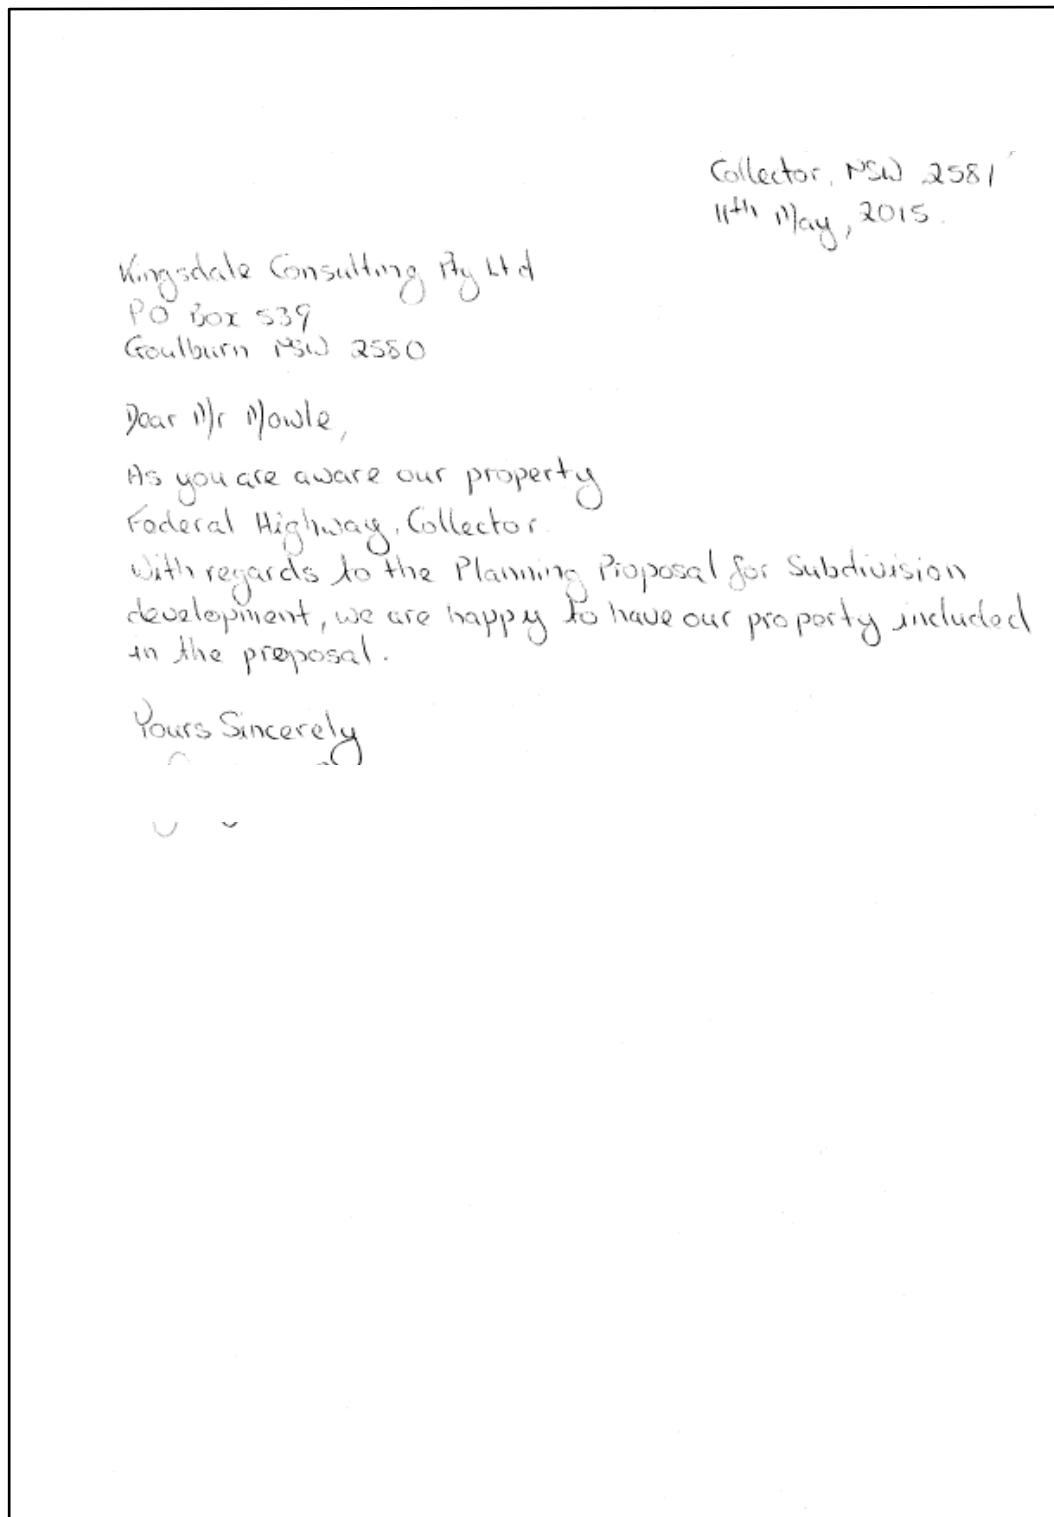 Collector, NSW 2581
11th May, 2015.
Kingsdale Consulting Pty Ltd
PO Box 539
Goulburn NSW 2580
Dear Mr Mowle,
As you are aware our property
Federal Highway, Collector.
With regards to the Planning Proposal for Subdivision
development, we are happy to have our property included
in the proposal.
Yours Sincerely